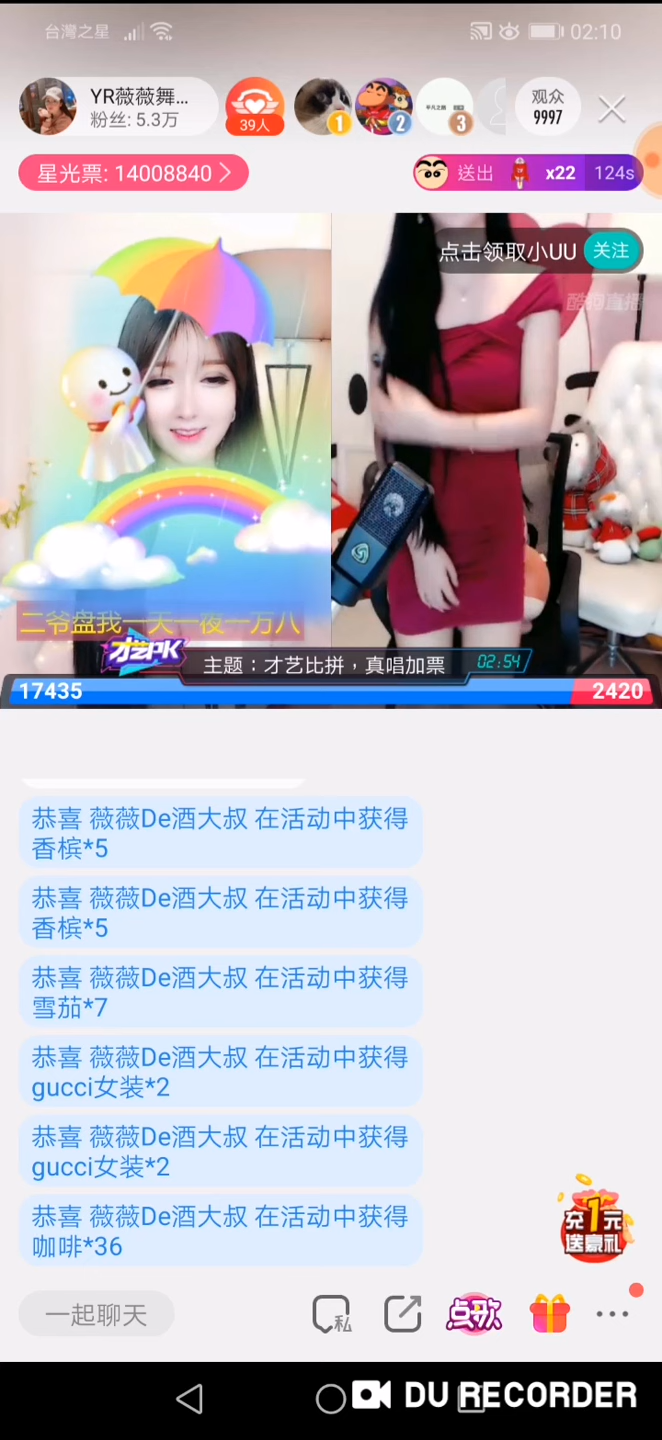 台灣之星
02:10
YR薇薇舞...
粉丝: 5.3万
39人
1
2
3
观众
9997
星光票: 14008840
送出 x22 124s
点击领取小UU 关注
酷狗直播
二爷盘我一天一夜一万八
才艺PK
主题：才艺比拼，真唱加票
02:54
17435
2420
恭喜 薇薇De酒大叔 在活动中获得
香槟*5
恭喜 薇薇De酒大叔 在活动中获得
香槟*5
恭喜 薇薇De酒大叔 在活动中获得
雪茄*7
恭喜 薇薇De酒大叔 在活动中获得
gucci女装*2
恭喜 薇薇De酒大叔 在活动中获得
gucci女装*2
恭喜 薇薇De酒大叔 在活动中获得
咖啡*36
充1元
送豪礼
一起聊天
私
点歌
DU RECORDER